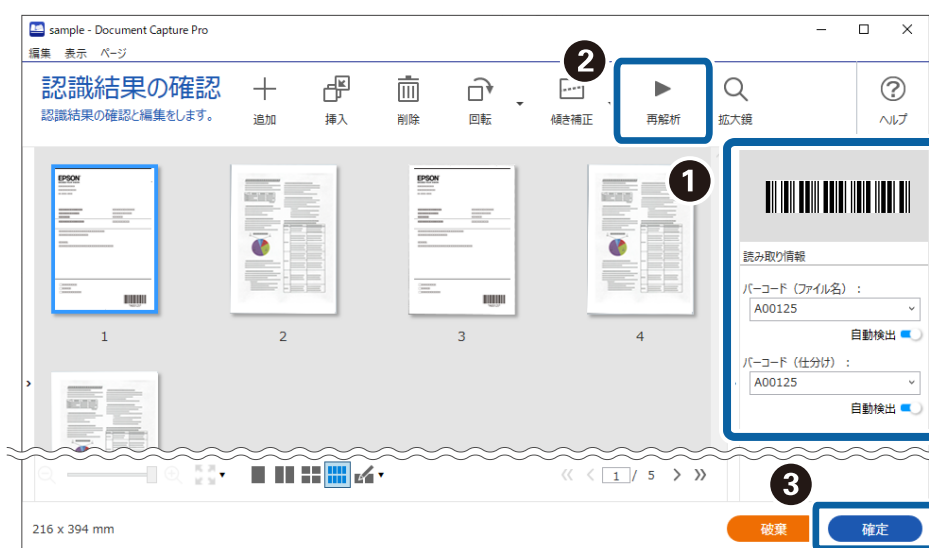 sample - Document Capture Pro
編集 表示 ページ
認識結果の確認
認識結果の確認と編集をします。
追加 挿入 削除 回転 傾き補正 再解析 拡大鏡 ヘルプ
2
1
EPSON
EPSON
1 2 3 4
読み取り情報
バーコード（ファイル名）：
A00125
自動検出
バーコード（仕分け）：
A00125
自動検出
1 / 5
3
216 x 394 mm
破棄 確定